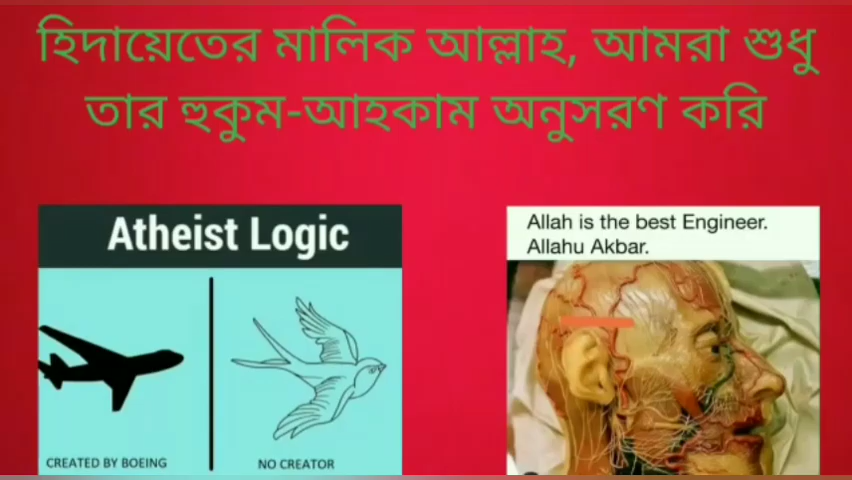 হিদায়েতের মালিক আল্লাহ, আমরা শুধু
তার হুকুম-আহকাম অনুসরণ করি
Atheist Logic
CREATED BY BOEING
NO CREATOR
Allah is the best Engineer.
Allahu Akbar.